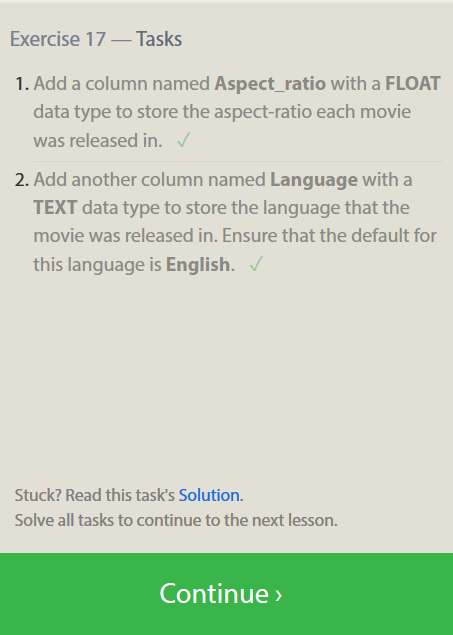 Exercise 17 — Tasks
1. Add a column named Aspect_ratio with a FLOAT
data type to store the aspect-ratio each movie
was released in. ✓
2. Add another column named Language with a
TEXT data type to store the language that the
movie was released in. Ensure that the default for
this language is English. ✓
Stuck? Read this task's Solution.
Solve all tasks to continue to the next lesson.
Continue ›